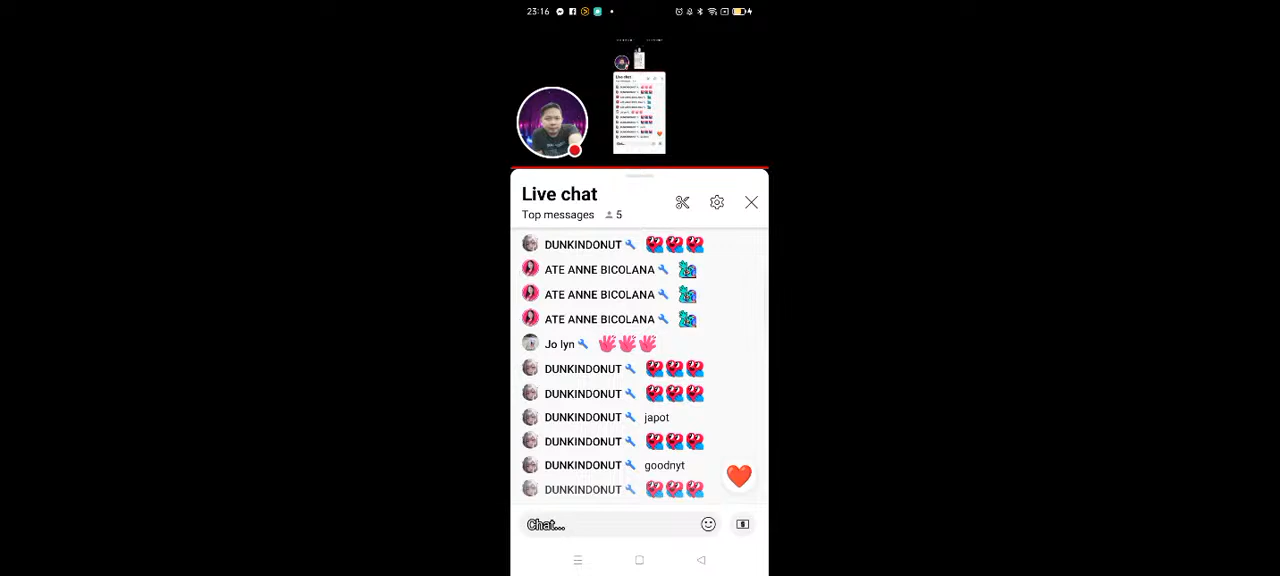 23:16
Live chat
Top messages 5
DUNKINDONUT
ATE ANNE BICOLANA
ATE ANNE BICOLANA
ATE ANNE BICOLANA
Jo lyn
DUNKINDONUT
DUNKINDONUT
DUNKINDONUT japot
DUNKINDONUT
DUNKINDONUT goodnyt
DUNKINDONUT
Chat...